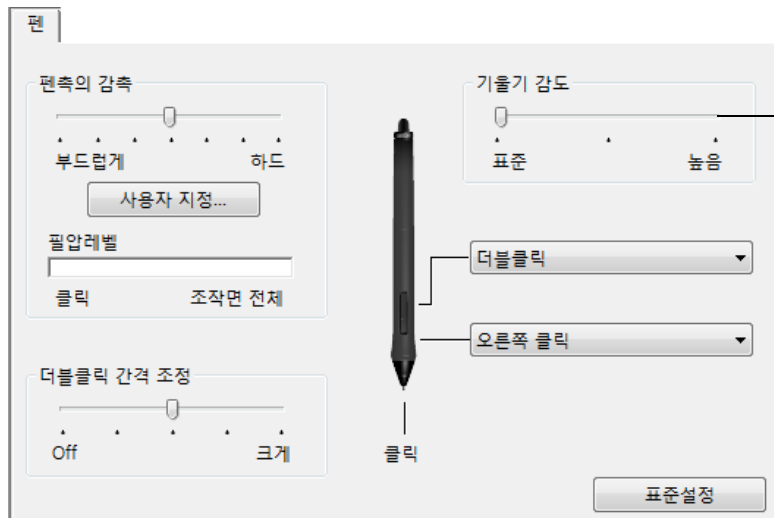 펜
펜촉의 감촉
부드럽게 하드
사용자 지정...
필압레벨
클릭 조작면 전체
더블클릭 간격 조정
Off 크게
기울기 감도
표준 높음
더블클릭
오른쪽 클릭
클릭
표준설정